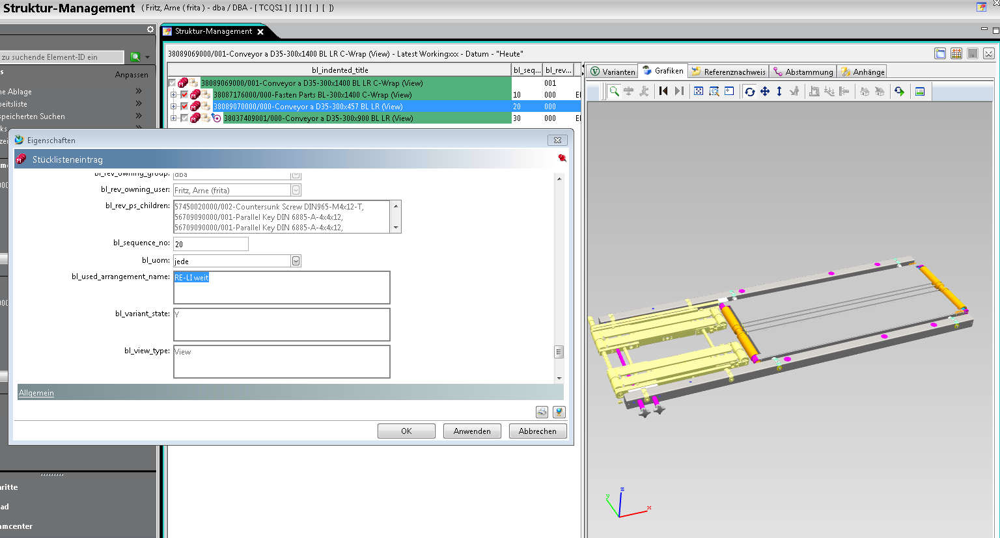 Struktur-Management ( Fritz, Arne ( frita ) - dba / DBA - [ TCQS1 ] [ ] [ ] [ ] [ ])
Struktur-Management
zu suchende Element-ID ein
Anpassen
38089069000/001-Conveyor a D35-300x1400 BL LR C-Wrap (View) - Latest Workingxxx - Datum - "Heute"
bl_indented_title bl_seq... bl_rev...
38089069000/001-Conveyor a D35-300x1400 BL LR C-Wrap (View) 001
38087176000/000-Fasten Parts BL-300x1400 C-Wrap (View) 10 000
38089070000/000-Conveyor a D35-300x457 BL LR (View) 20 000
38037409001/000-Conveyor a D35-300x900 BL LR (View) 30 000
Varianten Grafiken Referenznachweis Abstammung Anhänge
ne Ablage
beitsliste
speicherten Suchen
Eigenschaften
Stücklisteneintrag
bl_rev_owning_group: dba
bl_rev_owning_user: Fritz, Arne (frita)
bl_rev_ps_children: 57450020000/002-Countersunk Screw DIN965-M4x12-T,
56709090000/001-Parallel Key DIN 6885-A-4x4x12,
56709090000/001-Parallel Key DIN 6885-A-4x4x12,
bl_sequence_no: 20
bl_uom: jede
bl_used_arrangement_name: RE-LI weit
bl_variant_state: Y
bl_view_type: View
Allgemein
OK Anwenden Abbrechen
ritte
ad
amcenter
z
y
x